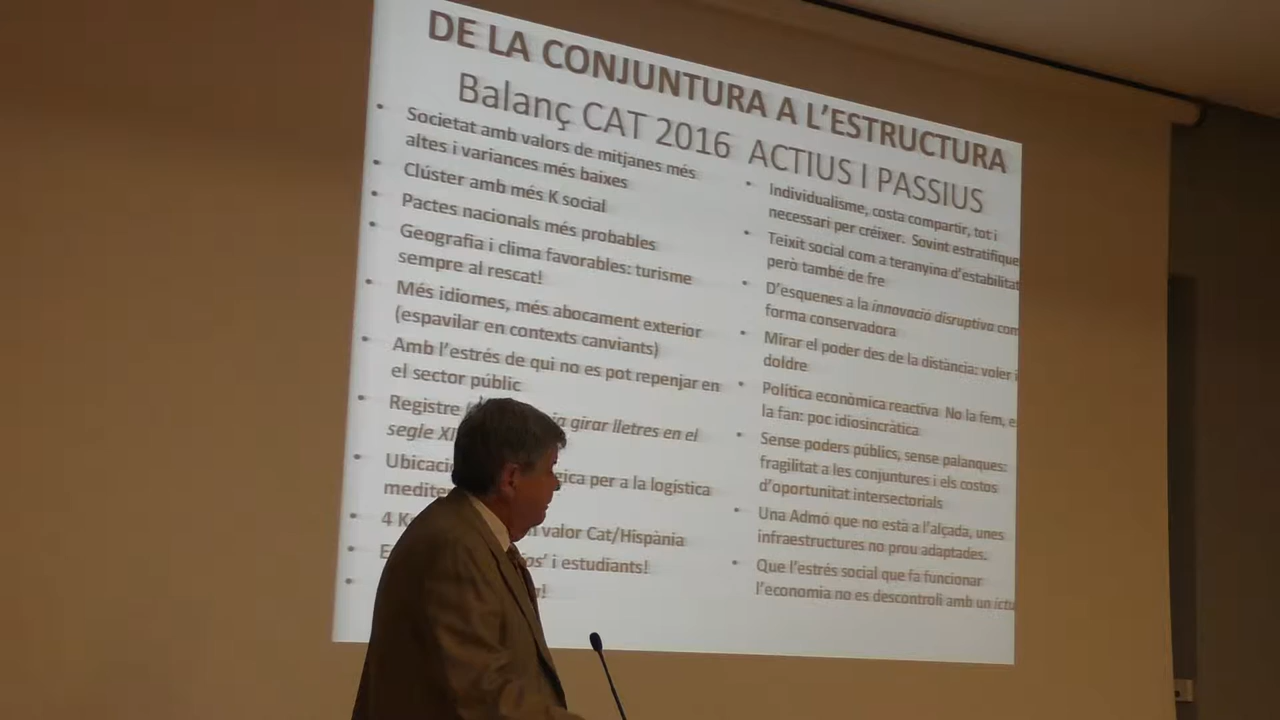 DE LA CONJUNTURA A L'ESTRUCTURA
Balanç CAT 2016 ACTIUS I PASSIUS
• Societat amb valors de mitjanes més
altes i variances més baixes
• Clúster amb més K social
• Pactes nacionals més probables
• Geografia i clima favorables: turisme
sempre al rescat!
• Més idiomes, més abocament exterior
(espavilar en contexts canviants)
• Amb l'estrés de qui no es pot repenjar en
el sector públic
• Registre girar lletres en el
segle
• per a la logística
• 4 valor Cat/Hispània
• i estudiants!
•
• Individualisme, costa compartir, tot i
necessari per créixer. Sovint estratifique
• Teixit social com a teranyina d'estabilitat
però també de fre
• D'esquenes a la innovació disruptiva com
forma conservadora
• Mirar el poder des de la distància: voler i
doldre
• Política econòmica reactiva No la fem, e
la fan: poc idiosincràtica
• Sense poders públics, sense palanques:
fragilitat a les conjuntures i els costos
d'oportunitat intersectorials
• Una Admó que no està a l'alçada, unes
infraestructures no prou adaptades.
• Que l'estrés social que fa funcionar
l'economia no es descontroli amb un ictu